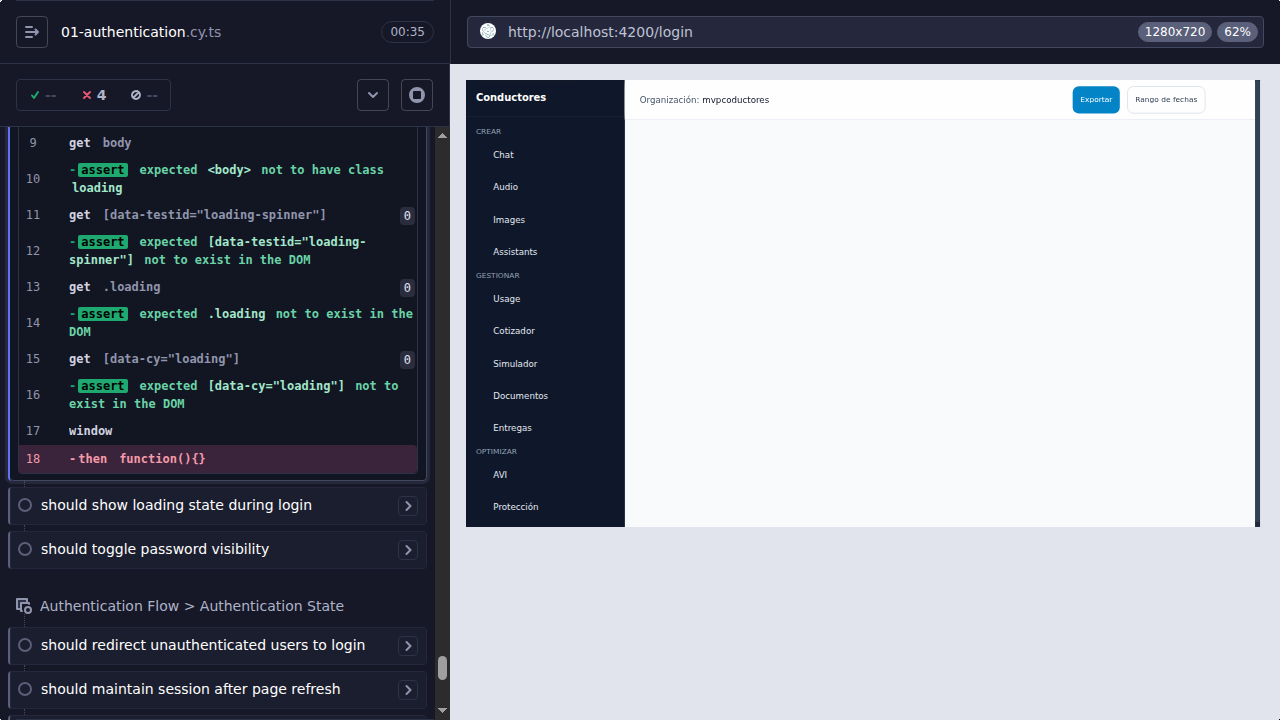 01-authentication.cy.ts
00:35
--
4
--
9 get body
10 -assert expected <body> not to have class
loading
11 get [data-testid="loading-spinner"] 0
12 -assert expected [data-testid="loading-
spinner"] not to exist in the DOM
13 get .loading 0
14 -assert expected .loading not to exist in the
DOM
15 get [data-cy="loading"] 0
16 -assert expected [data-cy="loading"] not to
exist in the DOM
17 window
18 -then function(){}
should show loading state during login
should toggle password visibility
Authentication Flow > Authentication State
should redirect unauthenticated users to login
should maintain session after page refresh
http://localhost:4200/login
1280x720
62%
Conductores
CREAR
Chat
Audio
Images
Assistants
GESTIONAR
Usage
Cotizador
Simulador
Documentos
Entregas
OPTIMIZAR
AVI
Protección
Organización: mvpcoductores
Exportar
Rango de fechas